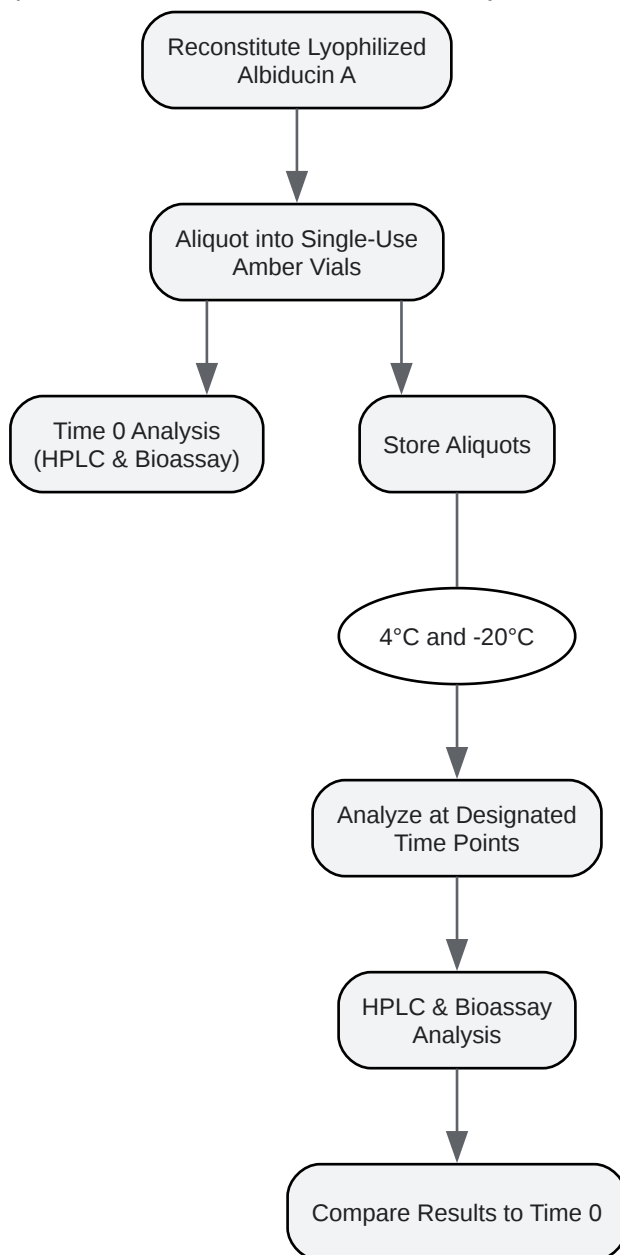 Reconstitute Lyophilized
Albiducin A
Aliquot into Single-Use
Amber Vials
Time 0 Analysis
(HPLC & Bioassay)
Store Aliquots
4°C and -20°C
Analyze at Designated
Time Points
HPLC & Bioassay
Analysis
Compare Results to Time 0